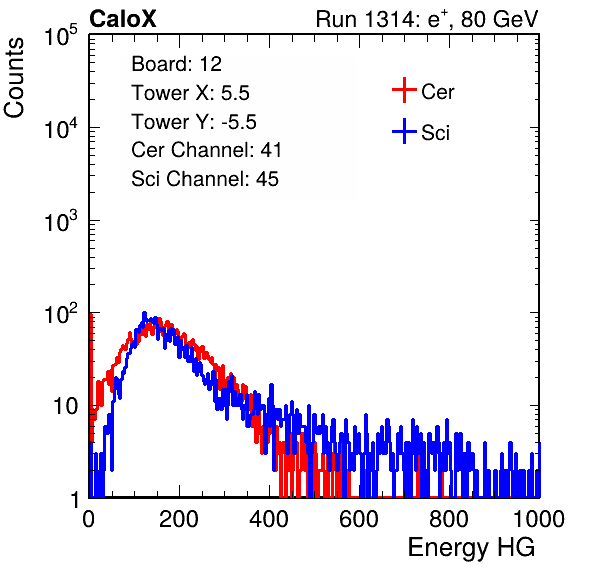 CaloX Run 1314: e⁺, 80 GeV
Counts
Board: 12
Tower X: 5.5
Tower Y: -5.5
Cer Channel: 41
Sci Channel: 45
Cer
Sci
10⁵
10⁴
10³
10²
10
1
0 200 400 600 800 1000
Energy HG